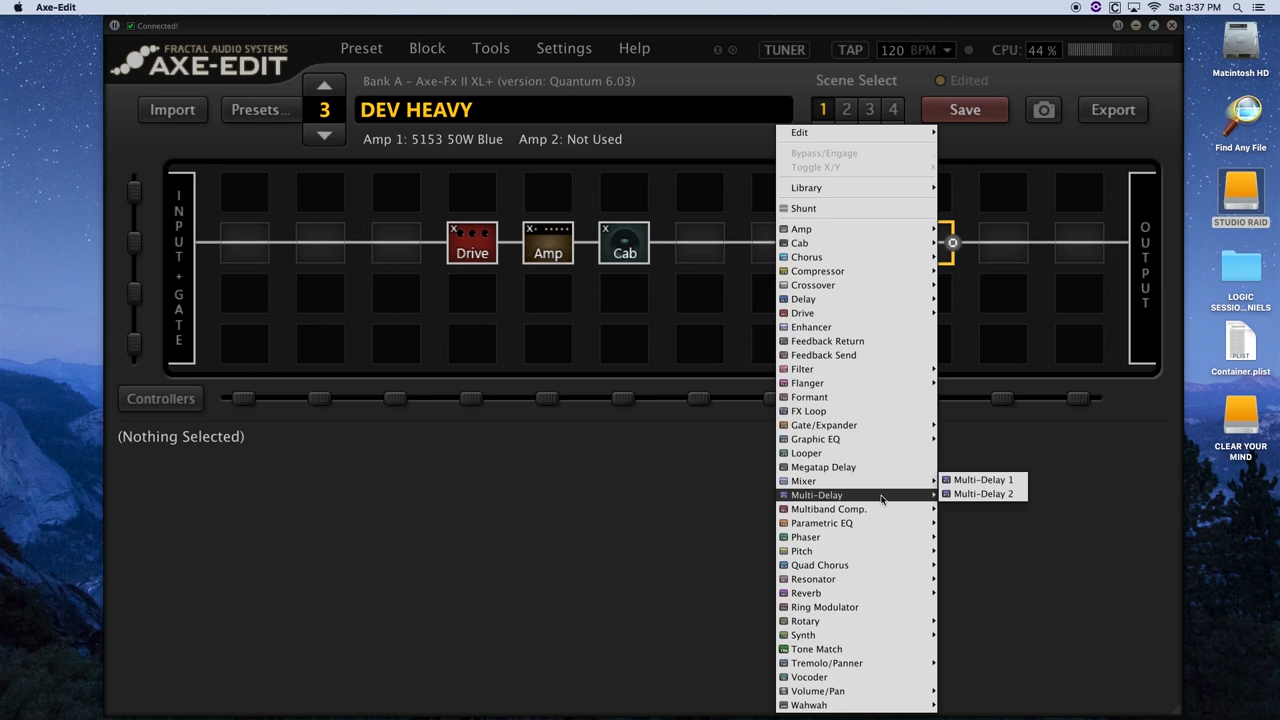 Axe-Edit
Sat 3:37 PM
Connected!
FRACTAL AUDIO SYSTEMS
AXE-EDIT
Preset Block Tools Settings Help
TUNER TAP 120 BPM CPU: 44 %
Bank A - Axe-Fx II XL+ (version: Quantum 6.03)
Scene Select Edited
Import Presets... 3 DEV HEAVY 1 2 3 4 Save Export
Amp 1: 5153 50W Blue Amp 2: Not Used
INPUT + GATE
X Drive
X Amp
X Cab
OUTPUT
Controllers
(Nothing Selected)
Edit
Bypass/Engage
Toggle X/Y x
Library
Shunt
Amp
Cab
Chorus
Compressor
Crossover
Delay
Drive
Enhancer
Feedback Return
Feedback Send
Filter
Flanger
Formant
FX Loop
Gate/Expander
Graphic EQ
Looper
Megatap Delay
Mixer
Multi-Delay
Multiband Comp.
Parametric EQ
Phaser
Pitch
Quad Chorus
Resonator
Reverb
Ring Modulator
Rotary
Synth
Tone Match
Tremolo/Panner
Vocoder
Volume/Pan
Wahwah
Multi-Delay 1
Multi-Delay 2
Macintosh HD
Find Any File
STUDIO RAID
LOGIC
SESSIO...NIELS
PLIST
Container.plist
CLEAR YOUR
MIND